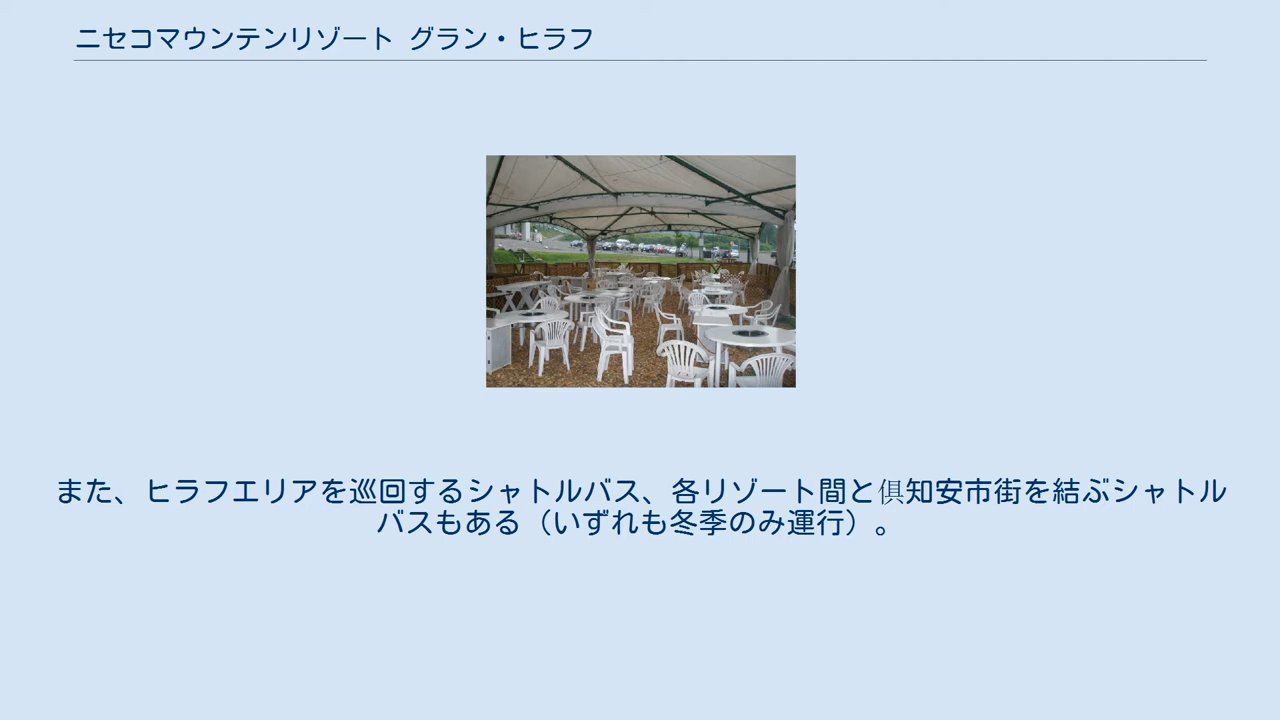 ニセコマウンテンリゾート グラン・ヒラフ
また、ヒラフエリアを巡回するシャトルバス、各リゾート間と倶知安市街を結ぶシャトル
バスもある（いずれも冬季のみ運行）。